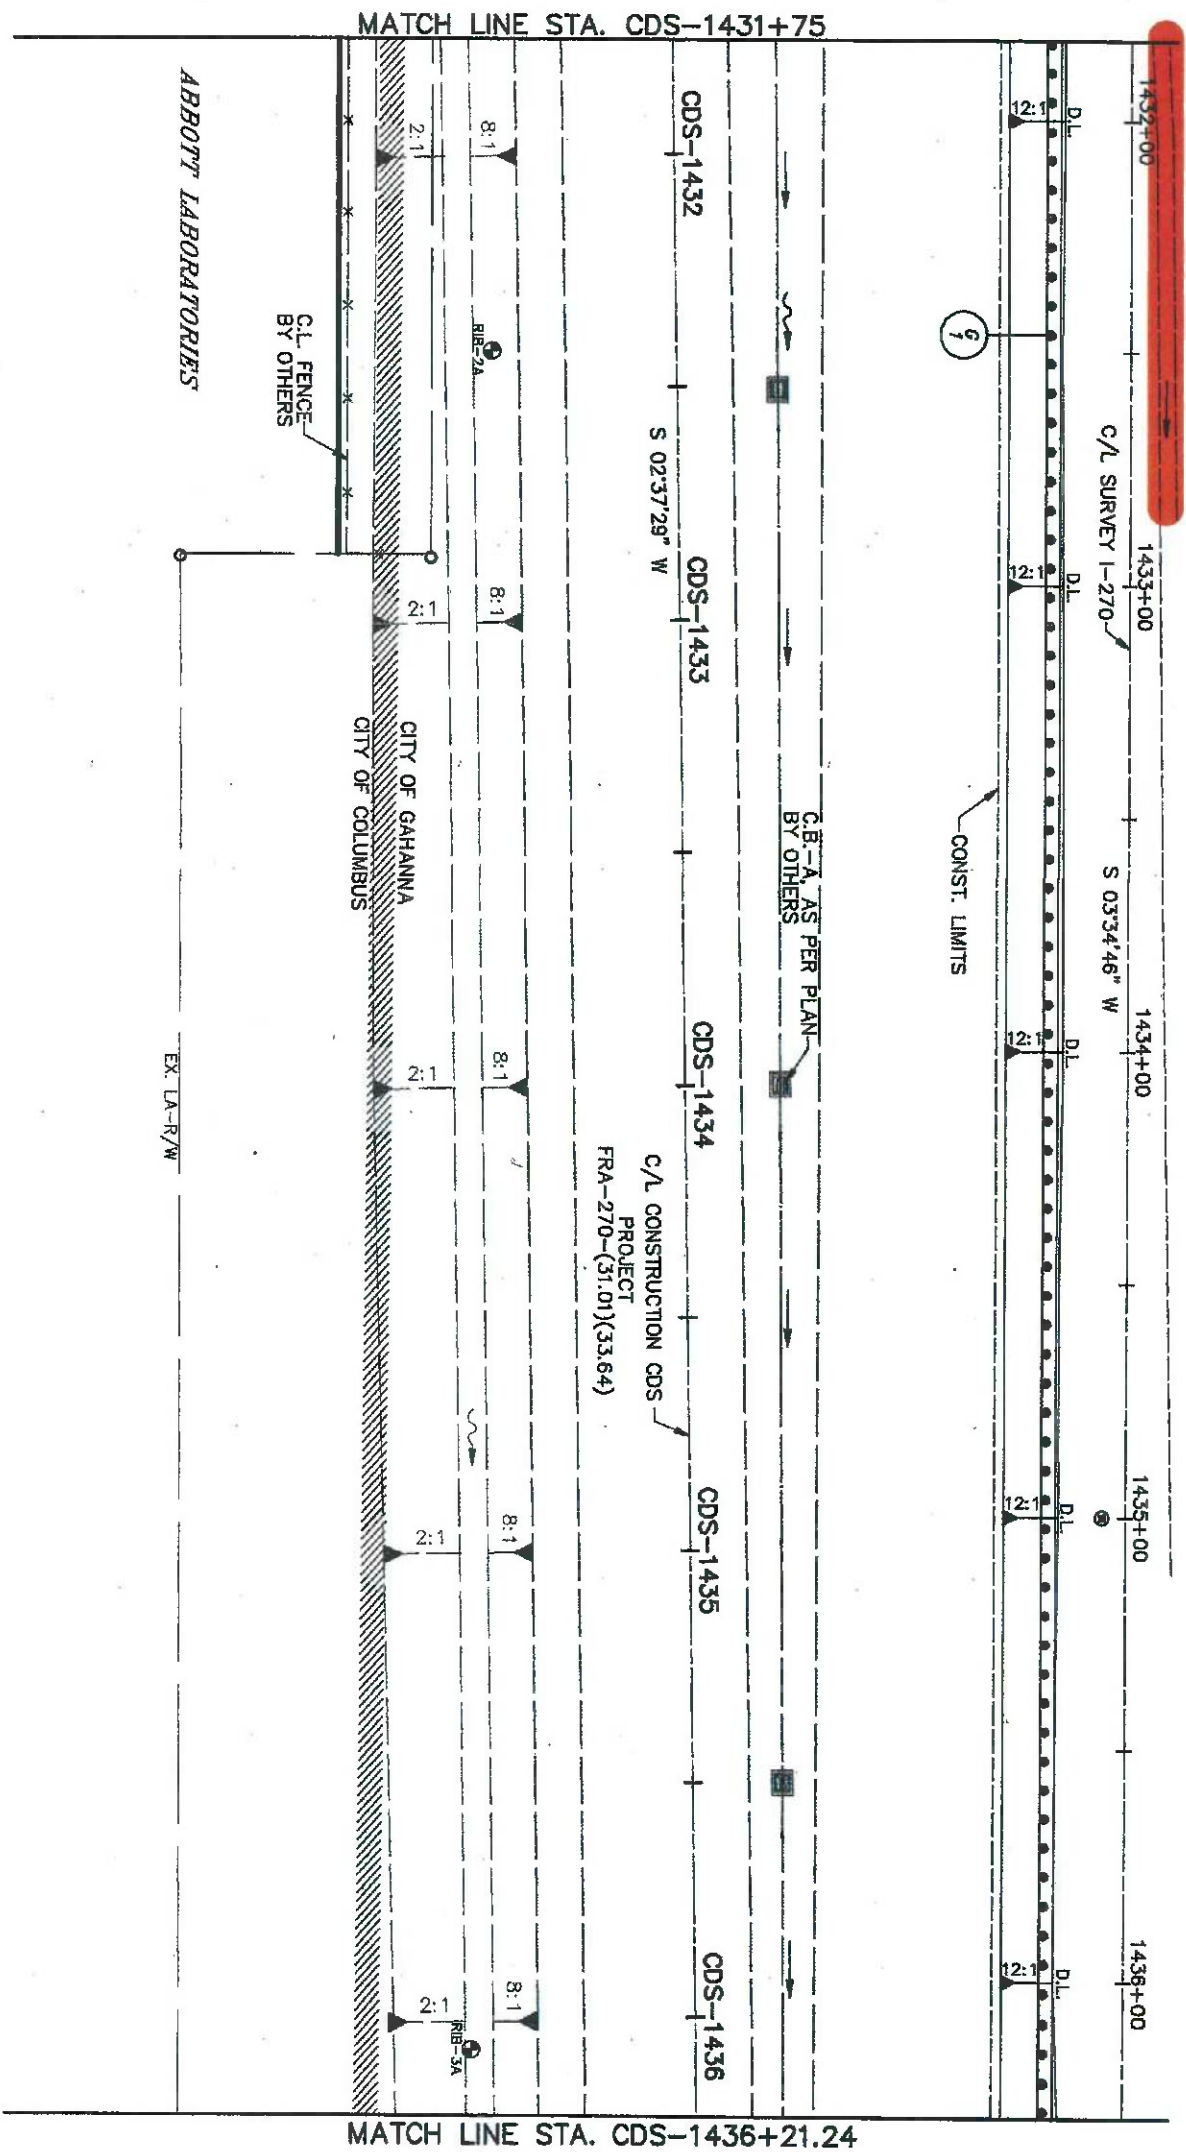 MATCH LINE STA. CDS-1431+75
1432+00
1433+00
1434+00
1435+00
1436+00
C/L SURVEY I-270
S 03°34'46" W
D.L.
12:1
D.L.
12:1
D.L.
12:1
D.L.
12:1
D.L.
12:1
G
1
CONST. LIMITS
C.B.-A, AS PER PLAN
BY OTHERS
CDS-1432
CDS-1433
CDS-1434
CDS-1435
CDS-1436
S 02°37'29" W
C/L CONSTRUCTION CDS
PROJECT
FRA-270-(31.01)(33.64)
8:1
8:1
8:1
8:1
8:1
RIB-2A
RIB-3A
2:1
2:1
2:1
2:1
2:1
CITY OF GAHANNA
CITY OF COLUMBUS
C.L. FENCE
BY OTHERS
ABBOTT LABORATORIES
EX. LA-R/W
MATCH LINE STA. CDS-1436+21.24